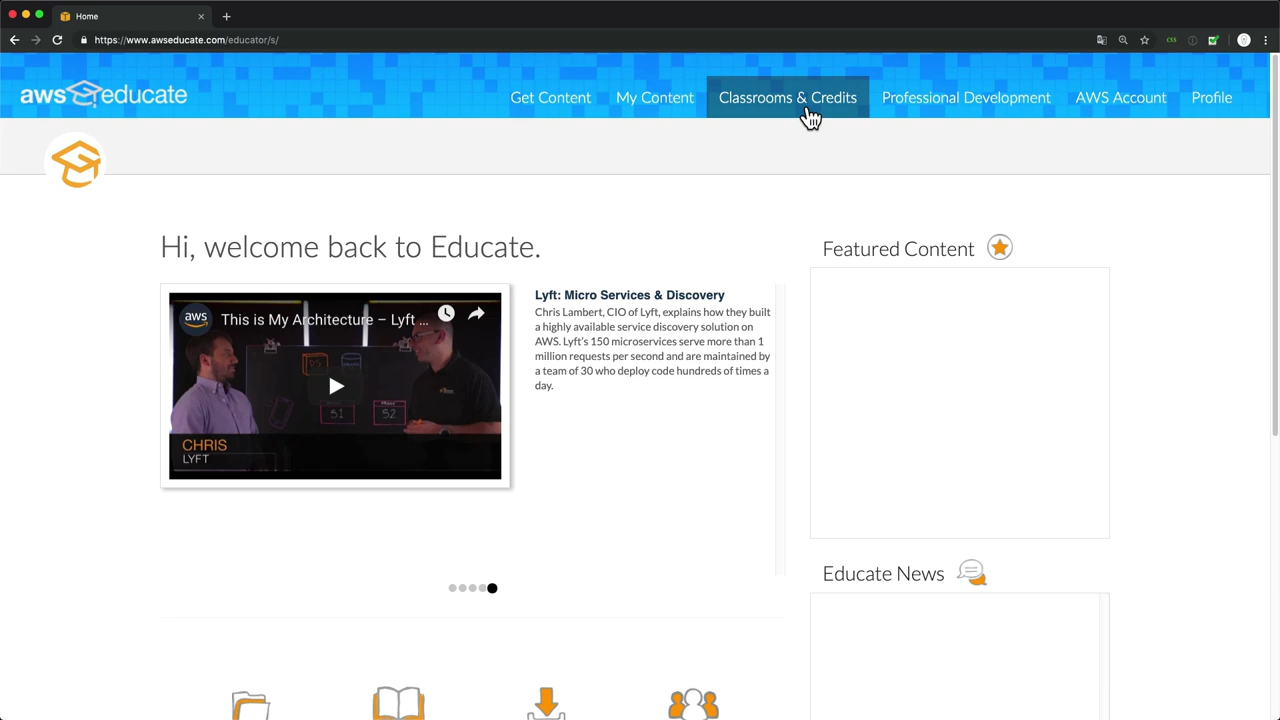 Home
https://www.awseducate.com/educator/s/
css
aws educate
Get Content
My Content
Classrooms & Credits
Professional Development
AWS Account
Profile
Hi, welcome back to Educate.
aws
This is My Architecture – Lyft ...
51
52
CHRIS
LYFT
Lyft: Micro Services & Discovery
Chris Lambert, CIO of Lyft, explains how they built
a highly available service discovery solution on
AWS. Lyft's 150 microservices serve more than 1
million requests per second and are maintained by
a team of 30 who deploy code hundreds of times a
day.
Featured Content
Educate News